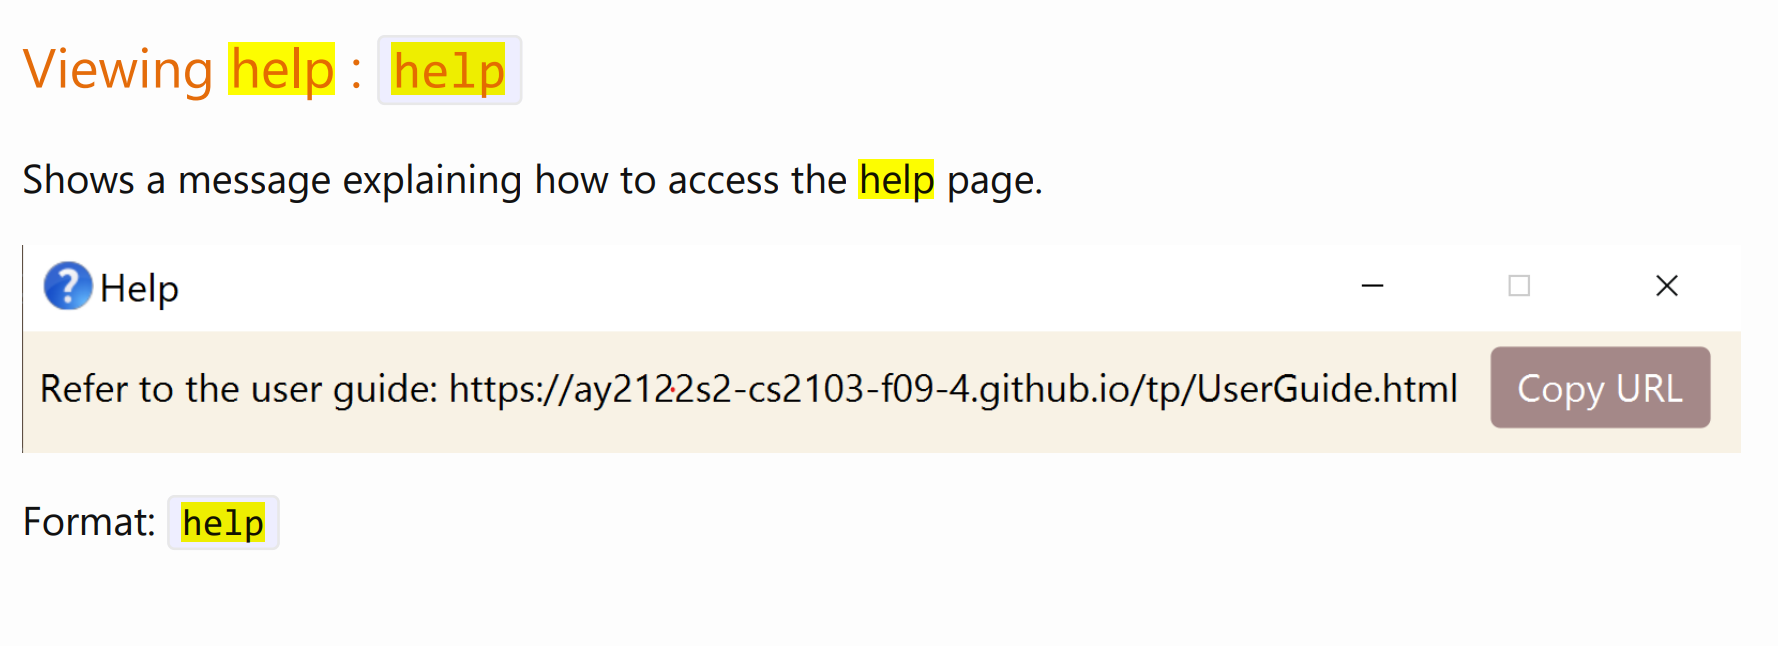 Viewing help : help
Shows a message explaining how to access the help page.
Help
Refer to the user guide: https://ay2122s2-cs2103-f09-4.github.io/tp/UserGuide.html Copy URL
Format: help